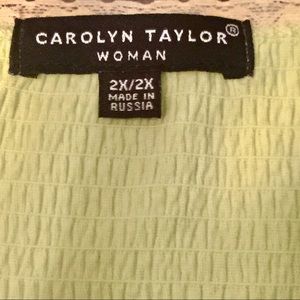 CAROLYN TAYLOR®
WOMAN
2X/2X
MADE IN
RUSSIA